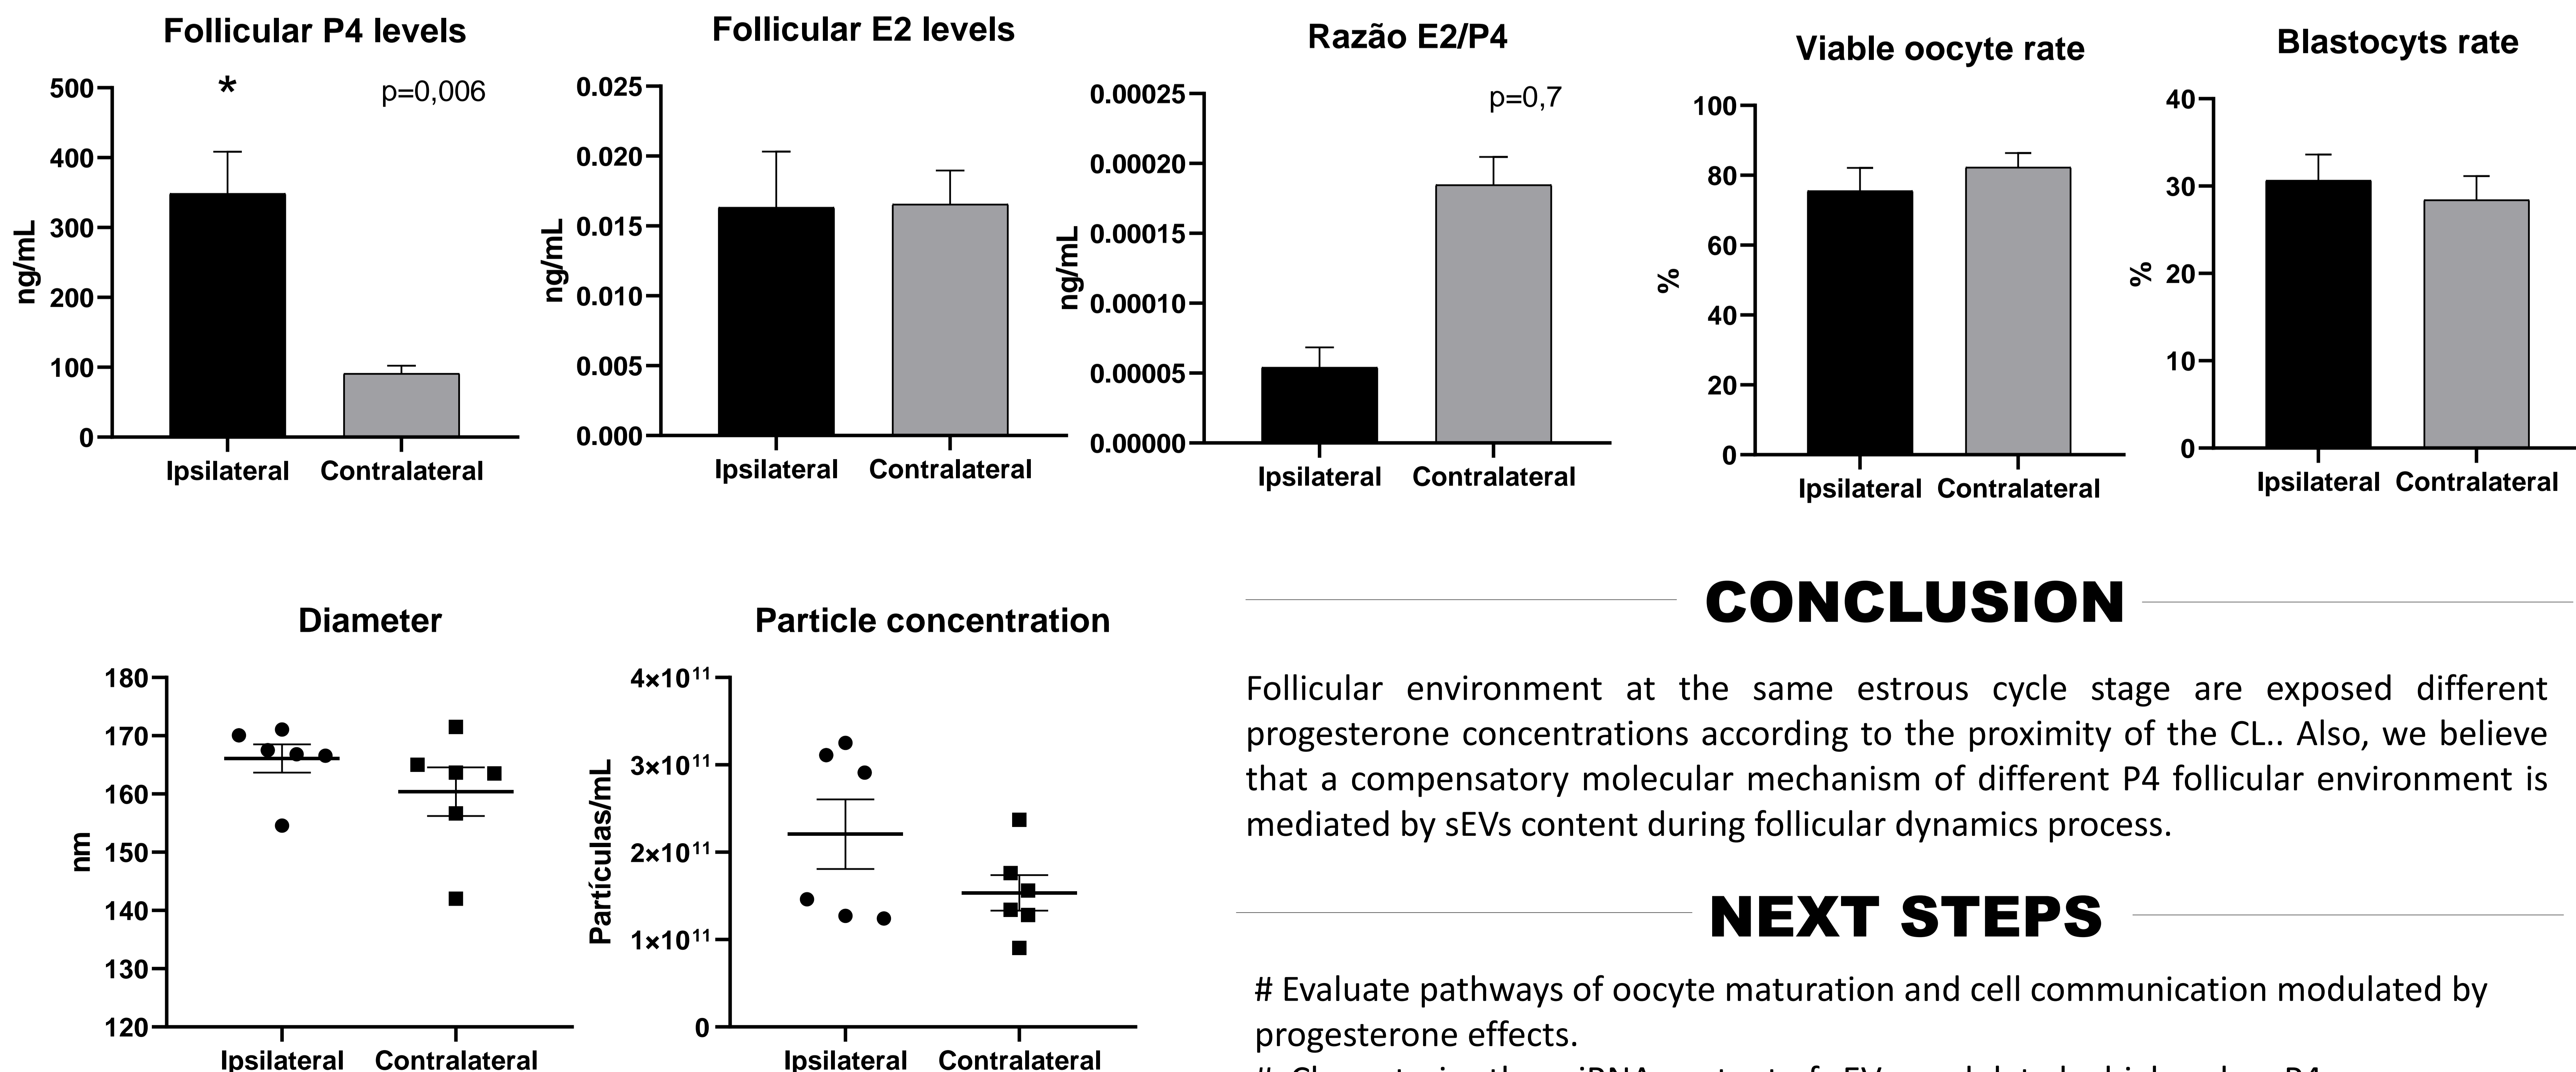 Follicular P4 levels
*
p=0,006
500
400
300
200
100
0
ng/mL
Ipsilateral
Contralateral
Follicular E2 levels
0.025
0.020
0.015
0.010
0.005
0.000
ng/mL
Ipsilateral
Contralateral
Razão E2/P4
p=0,7
0.00025
0.00020
0.00015
0.00010
0.00005
0.00000
ng/mL
Ipsilateral
Contralateral
Viable oocyte rate
100
80
60
40
20
0
%
Ipsilateral
Contralateral
Blastocyts rate
40
30
20
10
0
%
Ipsilateral
Contralateral
Diameter
180
170
160
150
140
130
120
nm
Ipsilateral
Contralateral
Particle concentration
4×10¹¹
3×10¹¹
2×10¹¹
1×10¹¹
0
Partículas/mL
Ipsilateral
Contralateral
CONCLUSION
Follicular environment at the same estrous cycle stage are exposed different
progesterone concentrations according to the proximity of the CL.. Also, we believe
that a compensatory molecular mechanism of different P4 follicular environment is
mediated by sEVs content during follicular dynamics process.
NEXT STEPS
# Evaluate pathways of oocyte maturation and cell communication modulated by
progesterone effects.